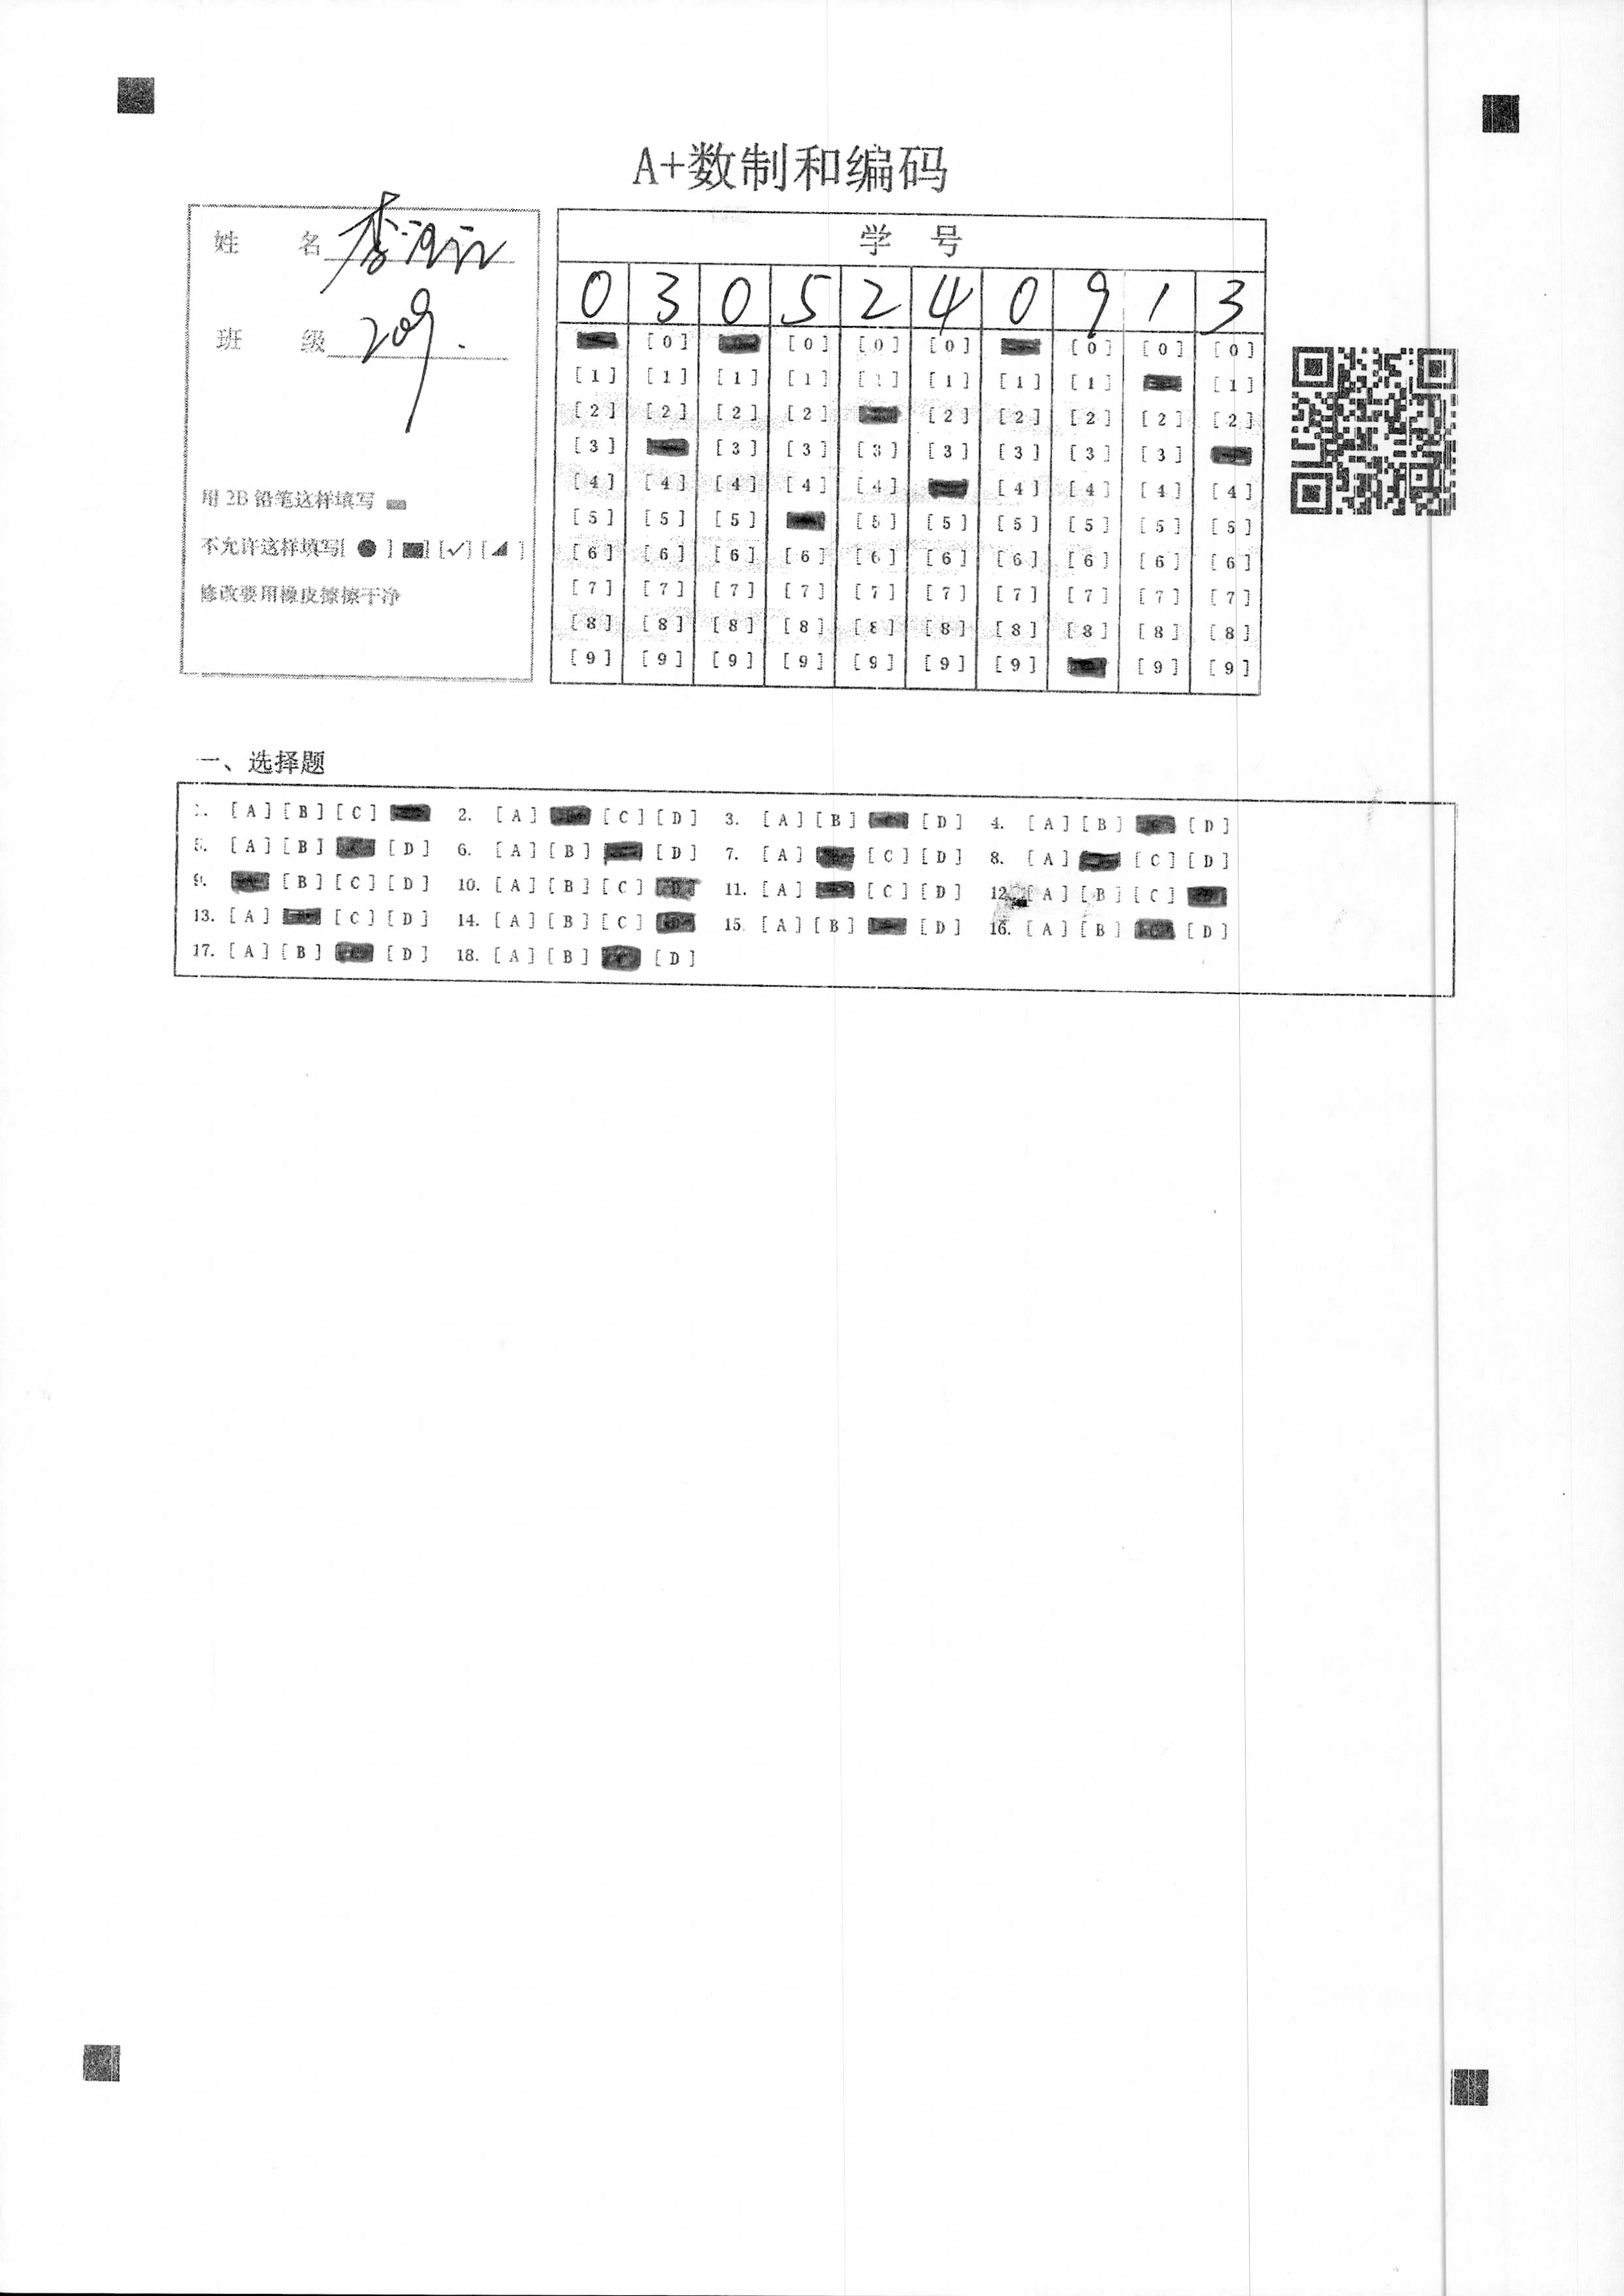 A+数制和编码
姓 名
班 级 209.
用 2B 铅笔这样填写
不允许这样填写[ ● ] [■] [✓] [◢ ]
修改要用橡皮擦擦干净
学 号
0 3 0 5 2 4 0 9 1 3
[0] [0] [0] [0] [0] [0] [0]
[1] [1] [1] [1] [1] [1] [1] [1] [1]
[2] [2] [2] [2] [2] [2] [2] [2] [2]
[3] [3] [3] [3] [3] [3] [3] [3]
[4] [4] [4] [4] [4] [4] [4] [4] [4]
[5] [5] [5] [5] [5] [5] [5] [5] [5]
[6] [6] [6] [6] [6] [6] [6] [6] [6] [6]
[7] [7] [7] [7] [7] [7] [7] [7] [7] [7]
[8] [8] [8] [8] [8] [8] [8] [8] [8] [8]
[9] [9] [9] [9] [9] [9] [9] [9] [9]
一、选择题
[A] [B] [C] 2. [A] [C] [D] 3. [A] [B] [D] 4. [A] [B] [D]
5. [A] [B] [D] 6. [A] [B] [D] 7. [A] [C] [D] 8. [A] [C] [D]
9. [B] [C] [D] 10. [A] [B] [C] [D] 11. [A] [C] [D] 12. [A] [B] [C]
13. [A] [C] [D] 14. [A] [B] [C] 15. [A] [B] [D] 16. [A] [B] [C] [D]
17. [A] [B] [D] 18. [A] [B] [D]